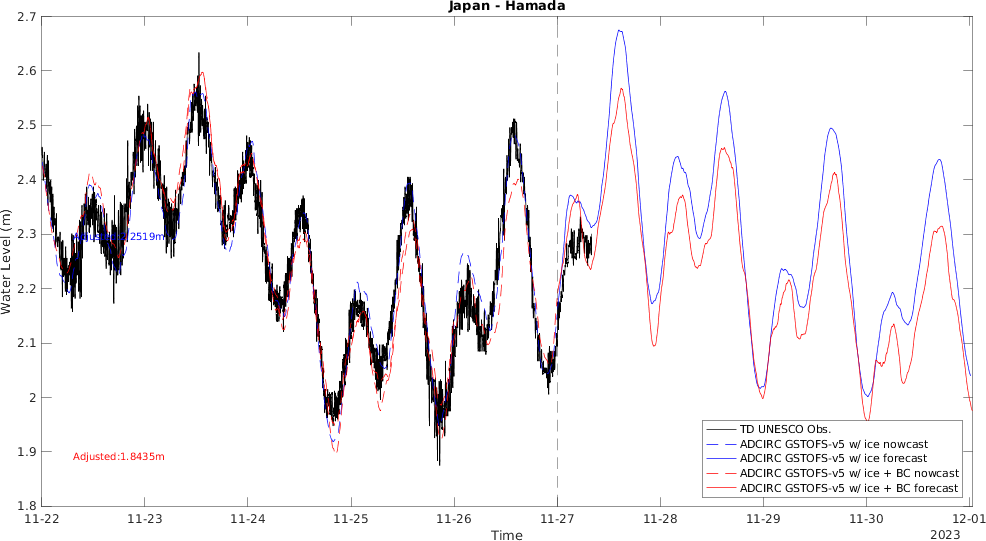 Japan - Hamada
2.7
2.6
2.5
2.4
2.3
2.2
2.1
2
1.9
1.8
Water Level (m)
Adjusted:1.8435m
TD UNESCO Obs.
ADCIRC GSTOFS-v5 w/ ice nowcast
ADCIRC GSTOFS-v5 w/ ice forecast
ADCIRC GSTOFS-v5 w/ ice + BC nowcast
ADCIRC GSTOFS-v5 w/ ice + BC forecast
11-22
11-23
11-24
11-25
11-26
11-27
11-28
11-29
11-30
12-01
Time
2023